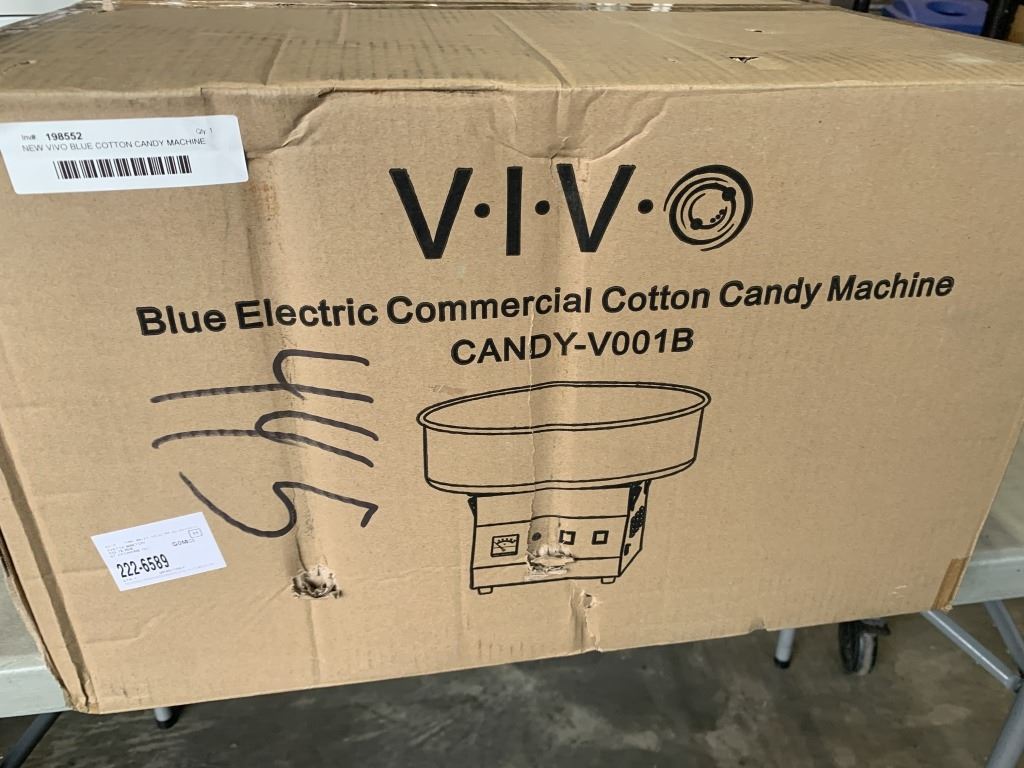 Inv#: 198552 Qty 1
NEW VIVO BLUE COTTON CANDY MACHINE
V·I·V·O
Blue Electric Commercial Cotton Candy Machine
CANDY-V001B
445
222-6589